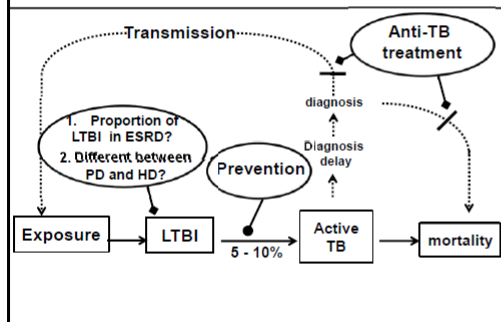 Transmission
Anti-TB
treatment
diagnosis
1. Proportion of
LTBI in ESRD?
2. Different between
PD and HD?
Diagnosis
delay
Prevention
Exposure
LTBI
5 - 10%
Active
TB
mortality